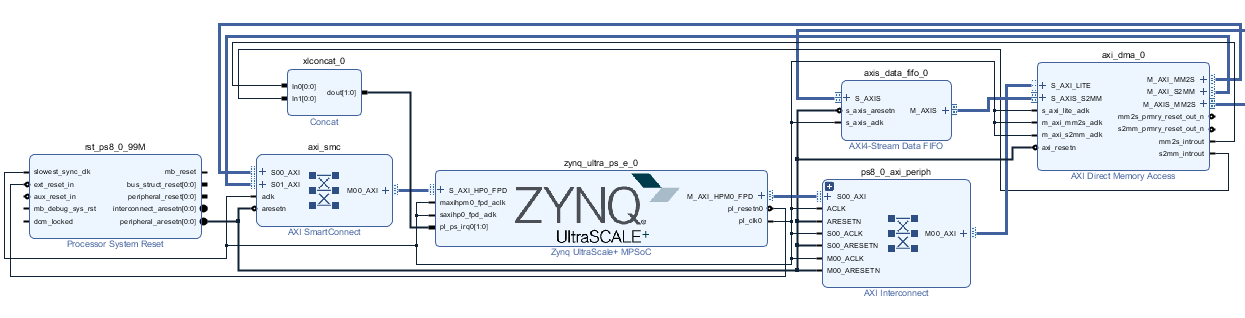 rst_ps8_0_99M
slowest_sync_clk
ext_reset_in
aux_reset_in
mb_debug_sys_rst
dcm_locked
mb_reset
bus_struct_reset[0:0]
peripheral_reset[0:0]
interconnect_aresetn[0:0]
peripheral_aresetn[0:0]
Processor System Reset
xlconcat_0
In0[0:0]
In1[0:0]
dout[1:0]
Concat
axi_smc
S00_AXI
S01_AXI
aclk
aresetn
M00_AXI
AXI SmartConnect
zynq_ultra_ps_e_0
S_AXI_HP0_FPD
maxihpm0_fpd_aclk
saxihp0_fpd_aclk
pl_ps_irq0[1:0]
ZYNQ
UltraSCALE+
M_AXI_HPM0_FPD
pl_resetn0
pl_clk0
Zynq UltraScale+ MPSoC
axis_data_fifo_0
S_AXIS
s_axis_aresetn
s_axis_aclk
M_AXIS
AXI4-Stream Data FIFO
ps8_0_axi_periph
S00_AXI
ACLK
ARESETN
S00_ACLK
S00_ARESETN
M00_ACLK
M00_ARESETN
M00_AXI
AXI Interconnect
axi_dma_0
S_AXI_LITE
S_AXIS_S2MM
s_axi_lite_aclk
m_axi_mm2s_aclk
m_axi_s2mm_aclk
axi_resetn
M_AXI_MM2S
M_AXI_S2MM
M_AXIS_MM2S
mm2s_prmry_reset_out_n
s2mm_prmry_reset_out_n
mm2s_introut
s2mm_introut
AXI Direct Memory Access